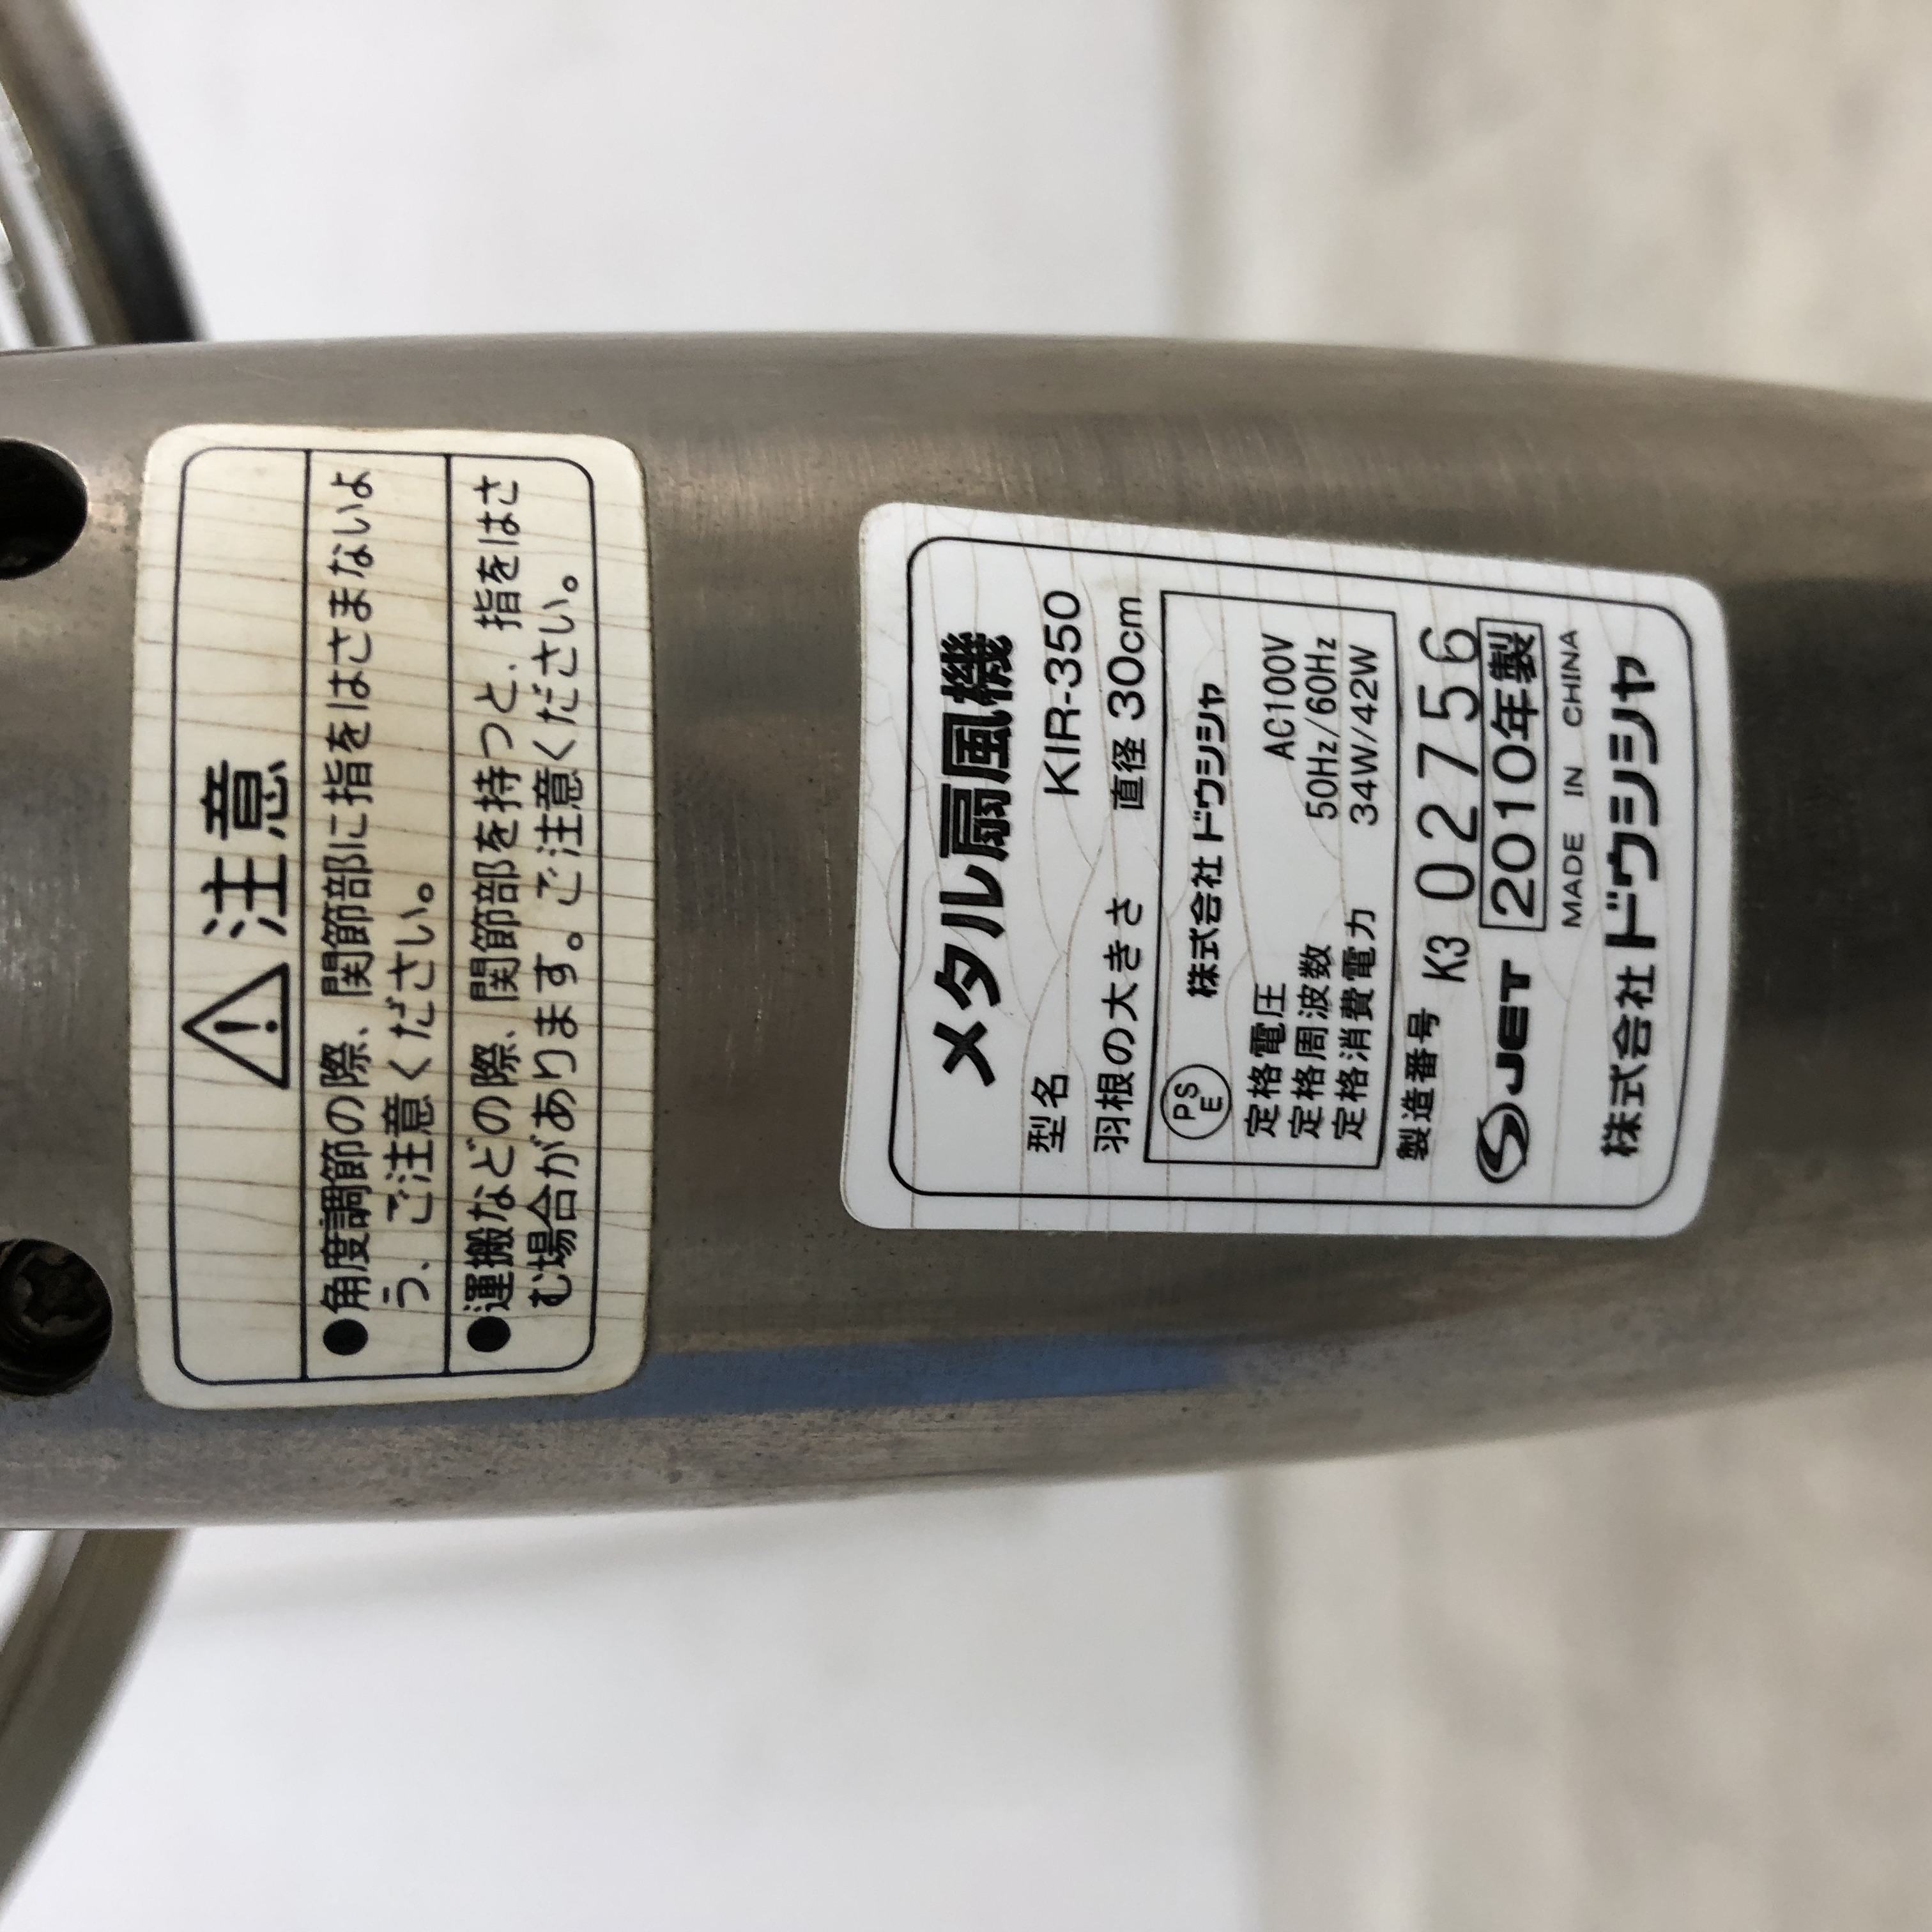 注意
●角度調節の際、関節部に指をはさまないよ
う、ご注意ください。
●運搬などの際、関節部を持つと、指をはさ
む場合があります。ご注意ください。
メタル扇風機
型名 KIR-350
羽根の大きさ 直径 30cm
PSE 株式会社 ドウシシャ
定格電圧 AC100V
定格周波数 50Hz/60Hz
定格消費電力 34W/42W
製造番号 K3 02756
JET 2010年製
MADE IN CHINA
株式会社 ドウシシャ